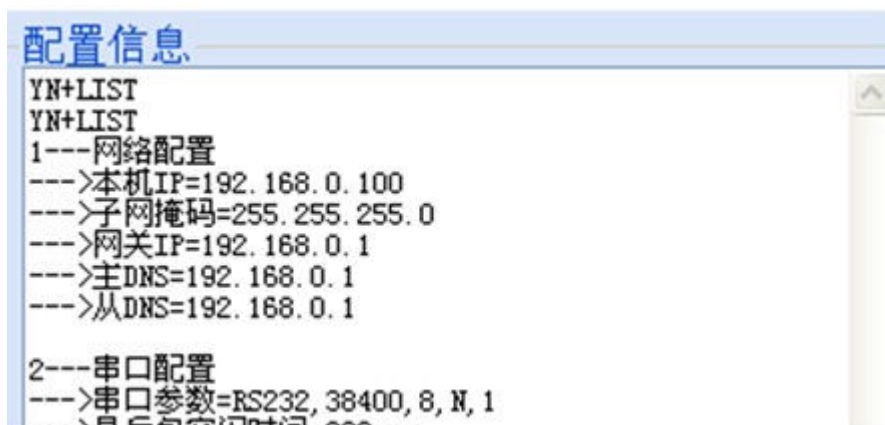 配置信息
YN+LIST
YN+LIST
1---网络配置
--->本机IP=192.168.0.100
--->子网掩码=255.255.255.0
--->网关IP=192.168.0.1
--->主DNS=192.168.0.1
--->从DNS=192.168.0.1
2---串口配置
--->串口参数=RS232,38400,8,N,1